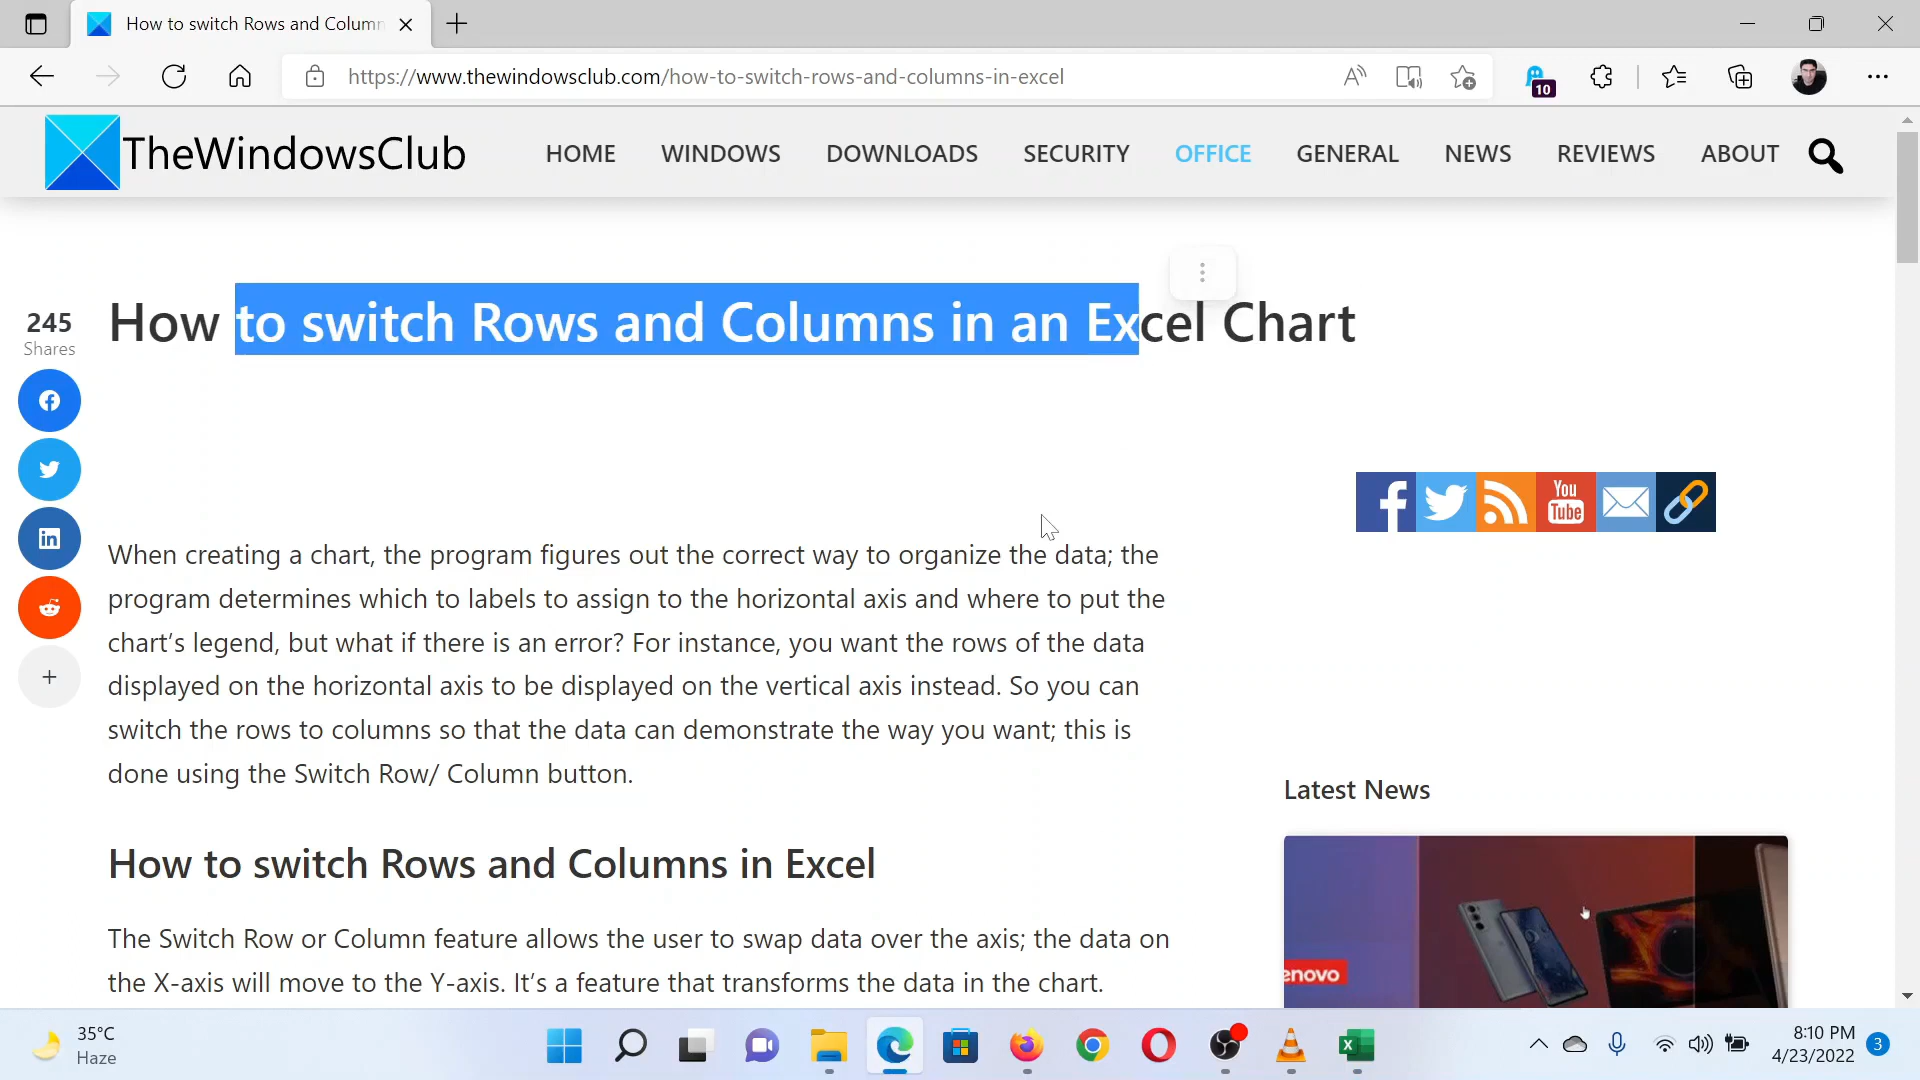 How to switch Rows and Column
https://www.thewindowsclub.com/how-to-switch-rows-and-columns-in-excel
10
TheWindowsClub
HOME WINDOWS DOWNLOADS SECURITY OFFICE GENERAL NEWS REVIEWS ABOUT
How to switch Rows and Columns in an Excel Chart
245
Shares
You
Tube
When creating a chart, the program figures out the correct way to organize the data; the
program determines which to labels to assign to the horizontal axis and where to put the
chart's legend, but what if there is an error? For instance, you want the rows of the data
displayed on the horizontal axis to be displayed on the vertical axis instead. So you can
switch the rows to columns so that the data can demonstrate the way you want; this is
done using the Switch Row/ Column button.
Latest News
How to switch Rows and Columns in Excel
The Switch Row or Column feature allows the user to swap data over the axis; the data on
the X-axis will move to the Y-axis. It's a feature that transforms the data in the chart.
enovo
35°C
Haze
8:10 PM
4/23/2022
3